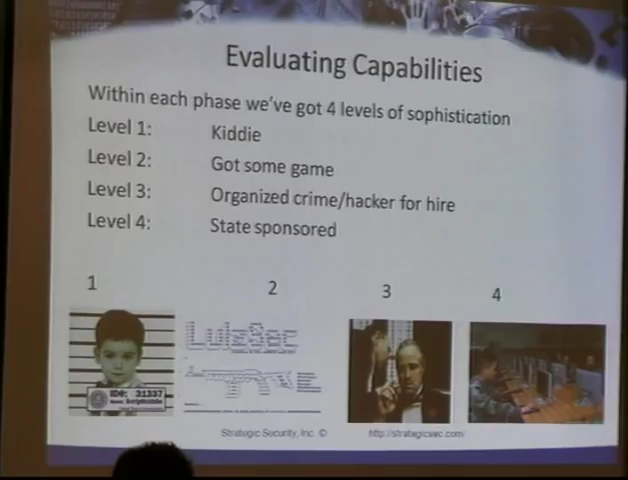 Evaluating Capabilities
Within each phase we've got 4 levels of sophistication
Level 1: Kiddie
Level 2: Got some game
Level 3: Organized crime/hacker for hire
Level 4: State sponsored
1 2 3 4
LulzSec
ID#: 31337
Strategic Security, Inc. © http://strategicsec.com/